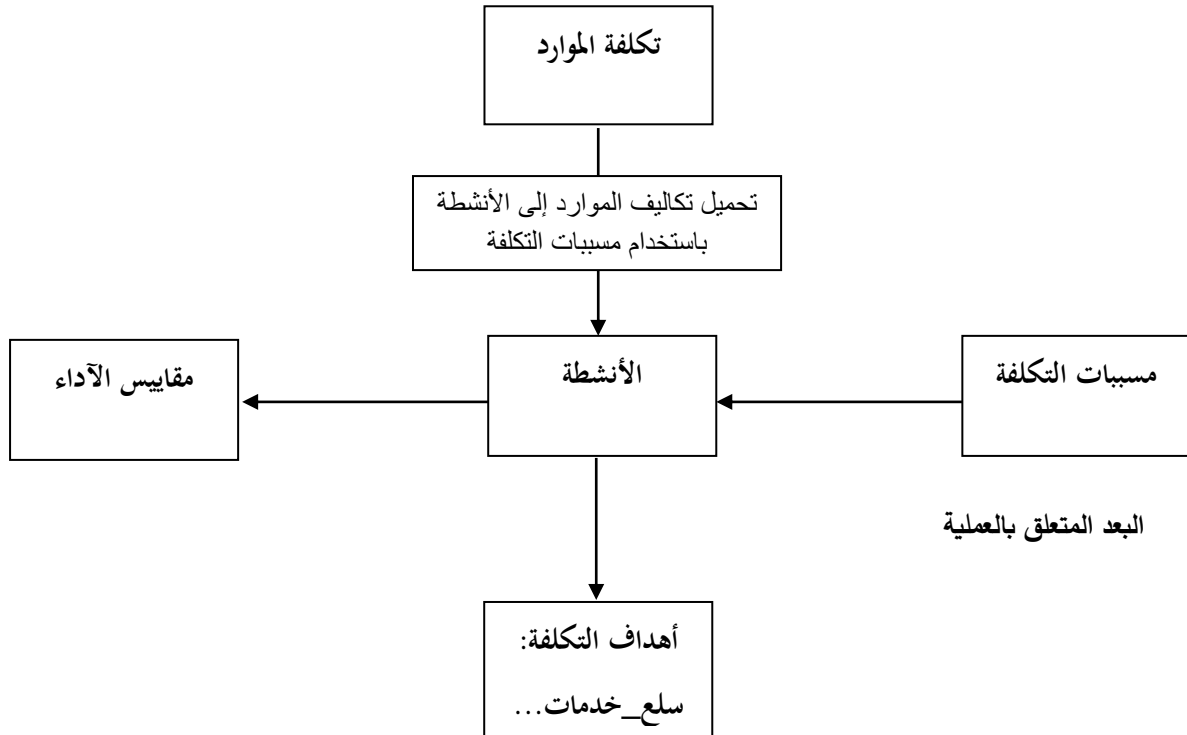 تكلفة الموارد
تحميل تكاليف الموارد إلى الأنشطة
باستخدام مسببات التكلفة
مسببات التكلفة
الأنشطة
مقاييس الآداء
البعد المتعلق بالعملية
أهداف التكلفة:
سلع_خدمات...